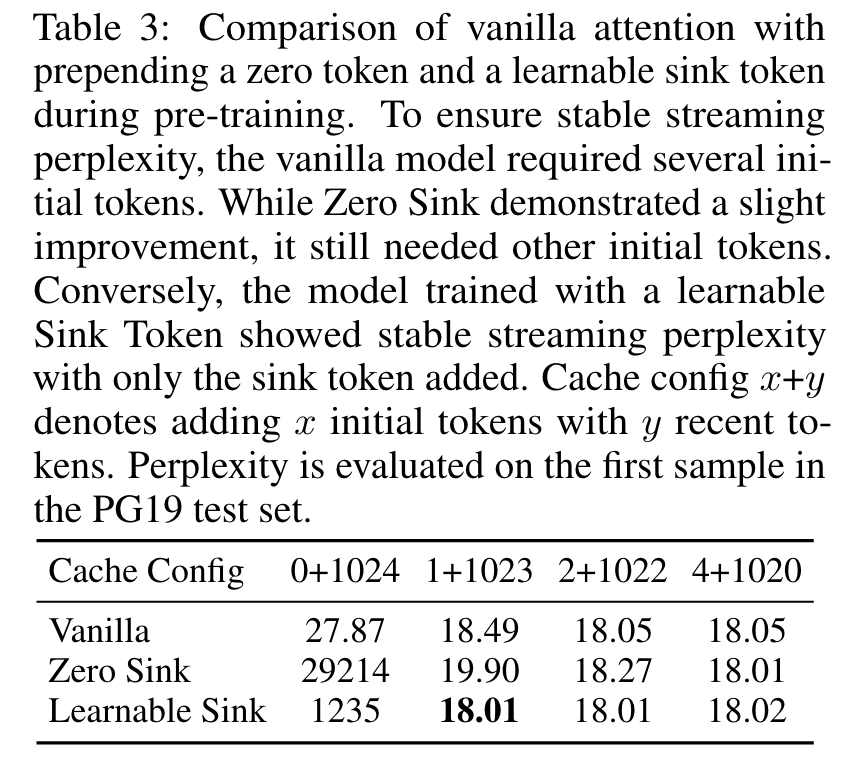 Table 3: Comparison of vanilla attention with
prepending a zero token and a learnable sink token
during pre-training. To ensure stable streaming
perplexity, the vanilla model required several ini-
tial tokens. While Zero Sink demonstrated a slight
improvement, it still needed other initial tokens.
Conversely, the model trained with a learnable
Sink Token showed stable streaming perplexity
with only the sink token added. Cache config x+y
denotes adding x initial tokens with y recent to-
kens. Perplexity is evaluated on the first sample in
the PG19 test set.
Cache Config 0+1024 1+1023 2+1022 4+1020
Vanilla 27.87 18.49 18.05 18.05
Zero Sink 29214 19.90 18.27 18.01
Learnable Sink 1235 18.01 18.01 18.02